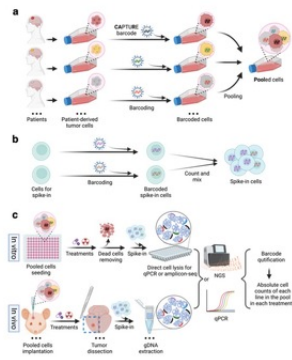 a
CAPTURE
barcode
Barcoding
Pooling
Pooled cells
Patients
Patient-derived
tumor cells
Barcoded cells
b
Cells for
spike-in
Barcoding
Barcoded
spike-in cells
Count and
mix
Spike-in cells
c
In vitro
Pooled cells
seeding
Treatments
Dead cells
removing
Spike-in
Direct cell lysis for
qPCR or amplicon-seq
or
NGS
qPCR
Barcode
quantification
Absolute cell
counts of each
line in the pool
in each treatment
In vivo
Pooled cells
implantation
Treatments
Tumor
dissection
Spike-in
gDNA
extraction